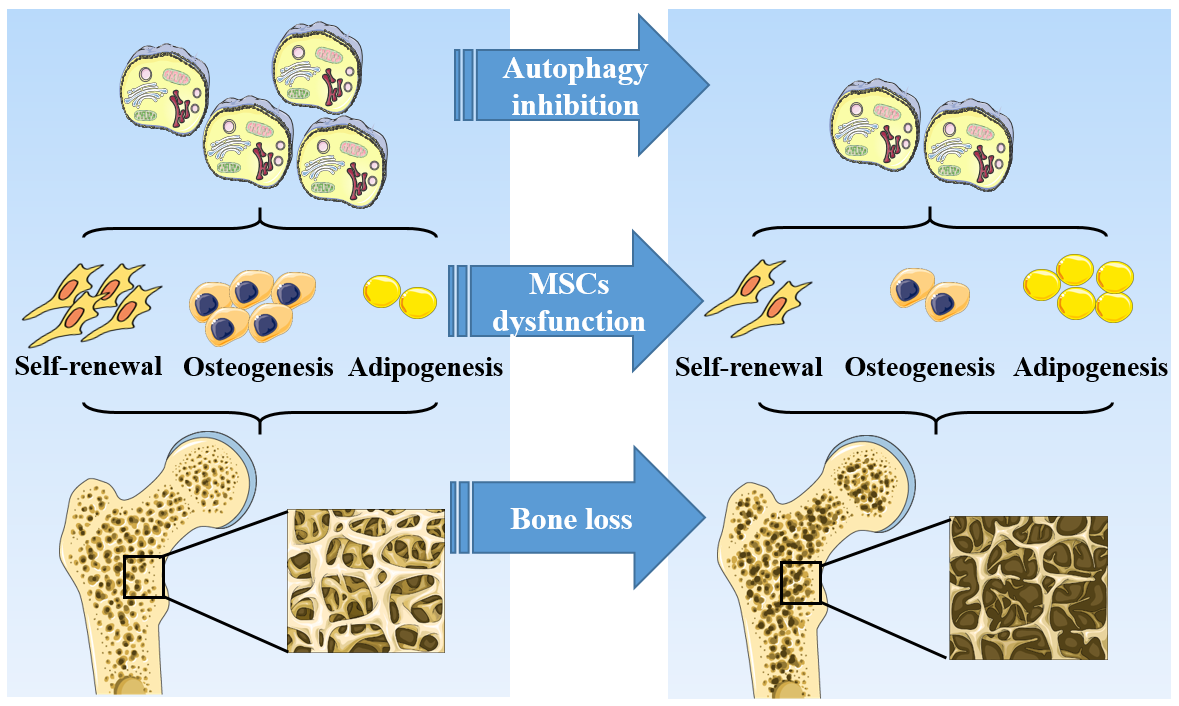 Autophagy
inhibition
MSCs
dysfunction
Self-renewal Osteogenesis Adipogenesis
Self-renewal Osteogenesis Adipogenesis
Bone loss